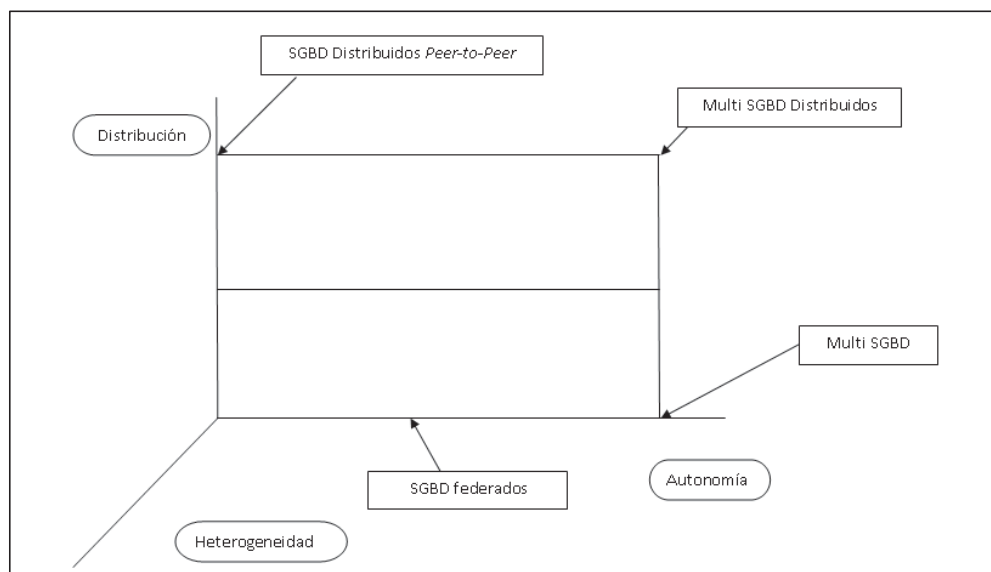 SGBD Distribuidos Peer-to-Peer
Multi SGBD Distribuidos
Distribución
Multi SGBD
SGBD federados
Autonomía
Heterogeneidad